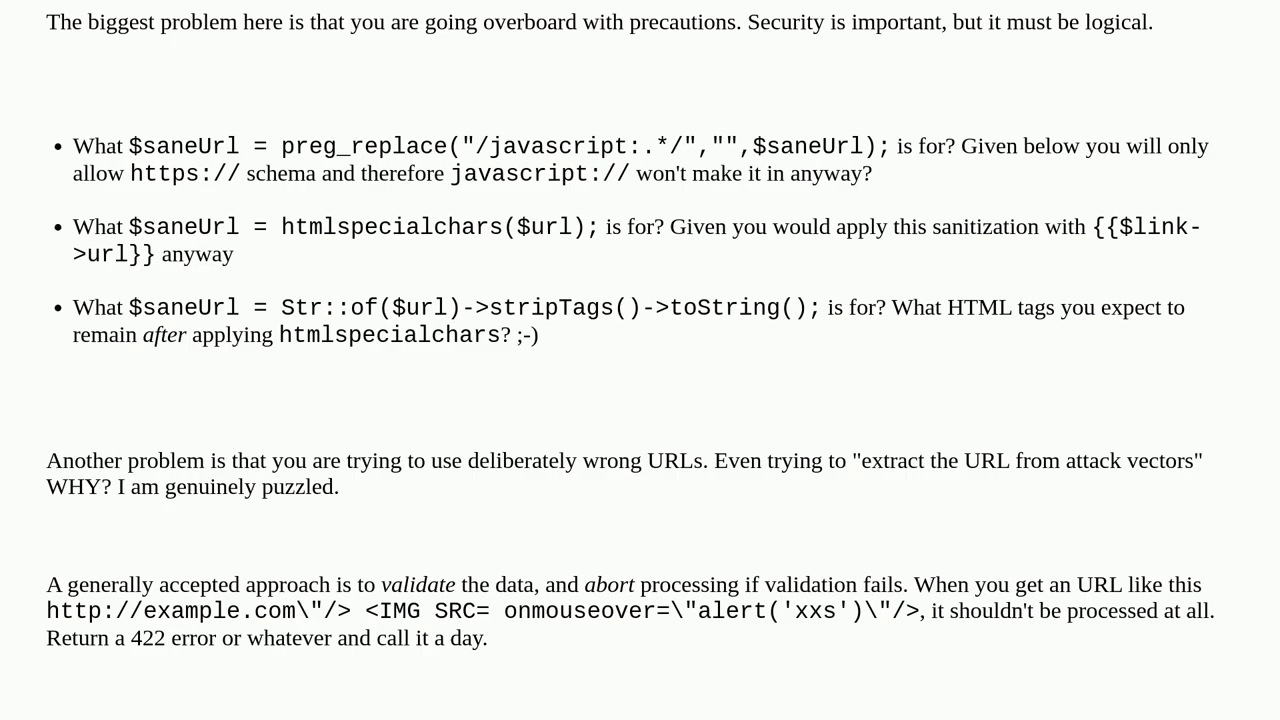 The biggest problem here is that you are going overboard with precautions. Security is important, but it must be logical.
• What $saneUrl = preg_replace("/javascript:.*/","",$saneUrl); is for? Given below you will only
allow https:// schema and therefore javascript:// won't make it in anyway?
• What $saneUrl = htmlspecialchars($url); is for? Given you would apply this sanitization with {{$link-
>url}} anyway
• What $saneUrl = Str::of($url)->stripTags()->toString(); is for? What HTML tags you expect to
remain after applying htmlspecialchars? ;-)
Another problem is that you are trying to use deliberately wrong URLs. Even trying to "extract the URL from attack vectors"
WHY? I am genuinely puzzled.
A generally accepted approach is to validate the data, and abort processing if validation fails. When you get an URL like this
http://example.com\"/> <IMG SRC= onmouseover=\"alert('xxs')\"/>, it shouldn't be processed at all.
Return a 422 error or whatever and call it a day.